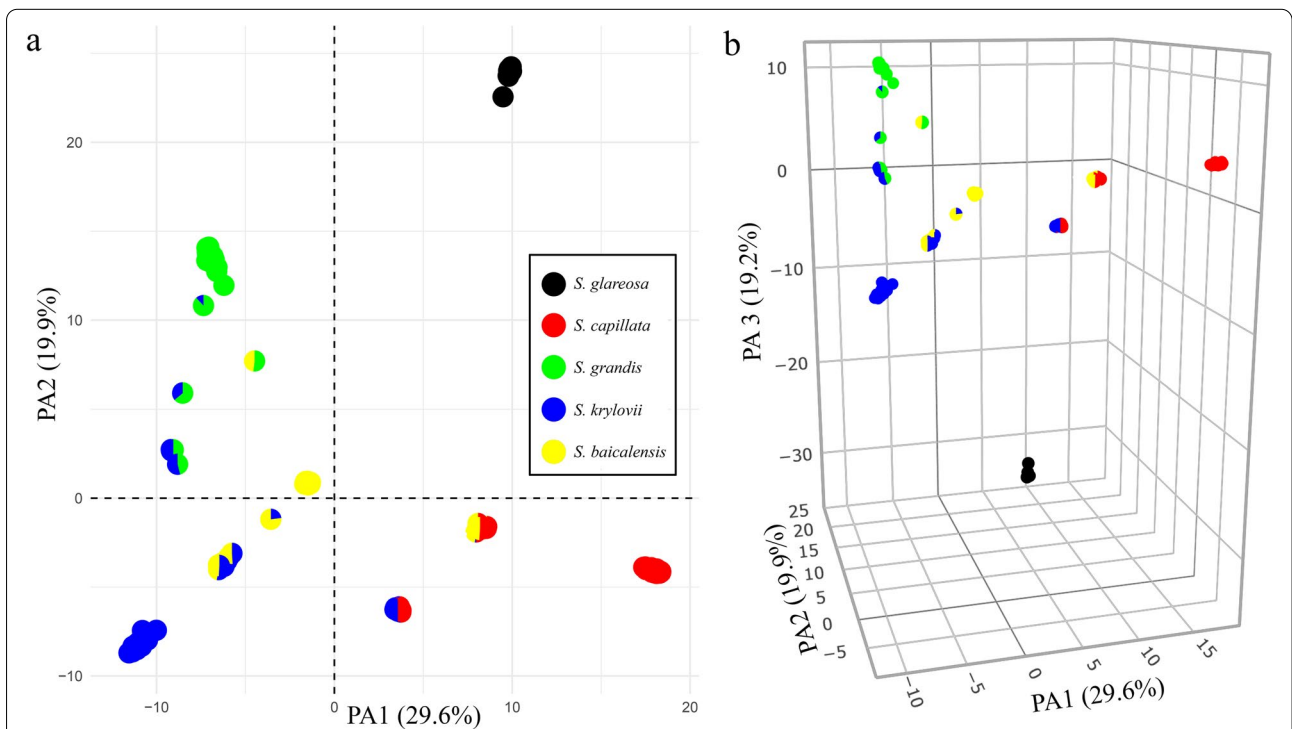 a
PA2 (19.9%)
20
10
0
−10
−10
0
10
20
PA1 (29.6%)
S. glareosa
S. capillata
S. grandis
S. krylovii
S. baicalensis
b
PA 3 (19.2%)
10
0
−10
−20
−30
25
20
15
10
5
0
−5
PA2 (19.9%)
−10
−5
0
5
10
15
PA1 (29.6%)